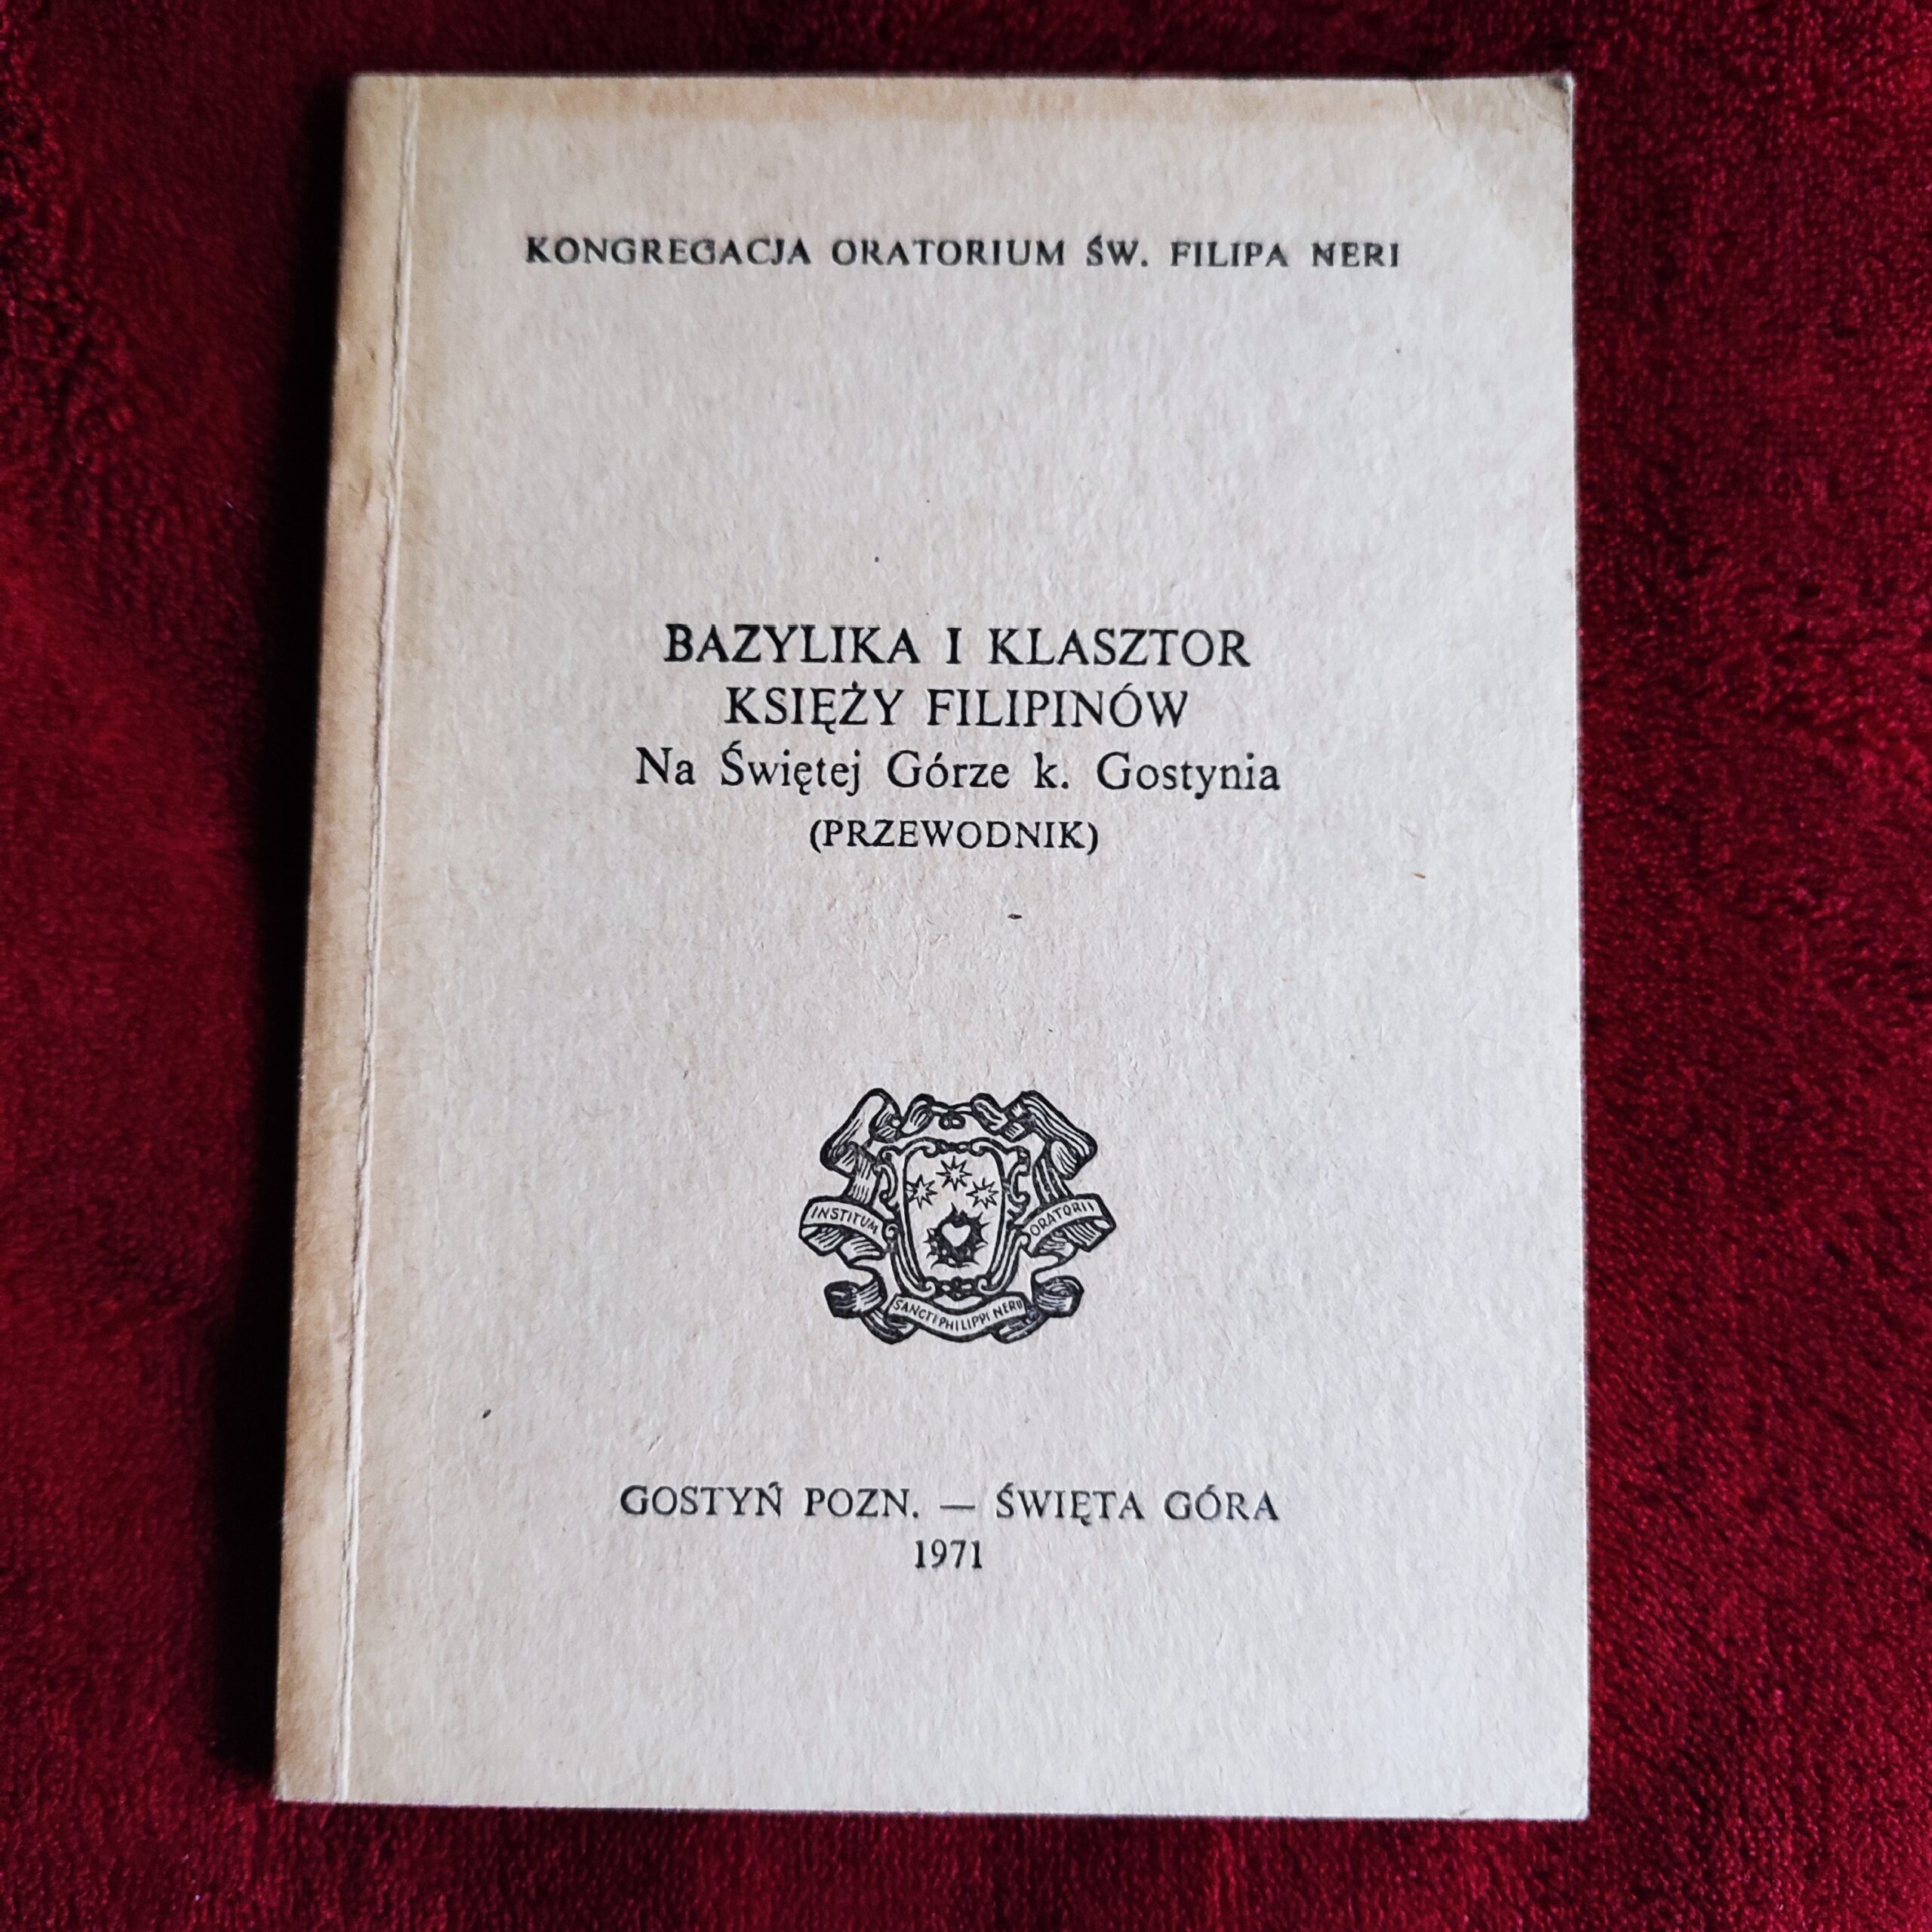 KONGREGACJA ORATORIUM ŚW. FILIPA NERI
BAZYLIKA I KLASZTOR
KSIĘŻY FILIPINÓW
Na Świętej Górze k. Gostynia
(PRZEWODNIK)
INSTITUM ORATORII
SANCTI PHILIPPI NERII
GOSTYŃ POZN. — ŚWIĘTA GÓRA
1971